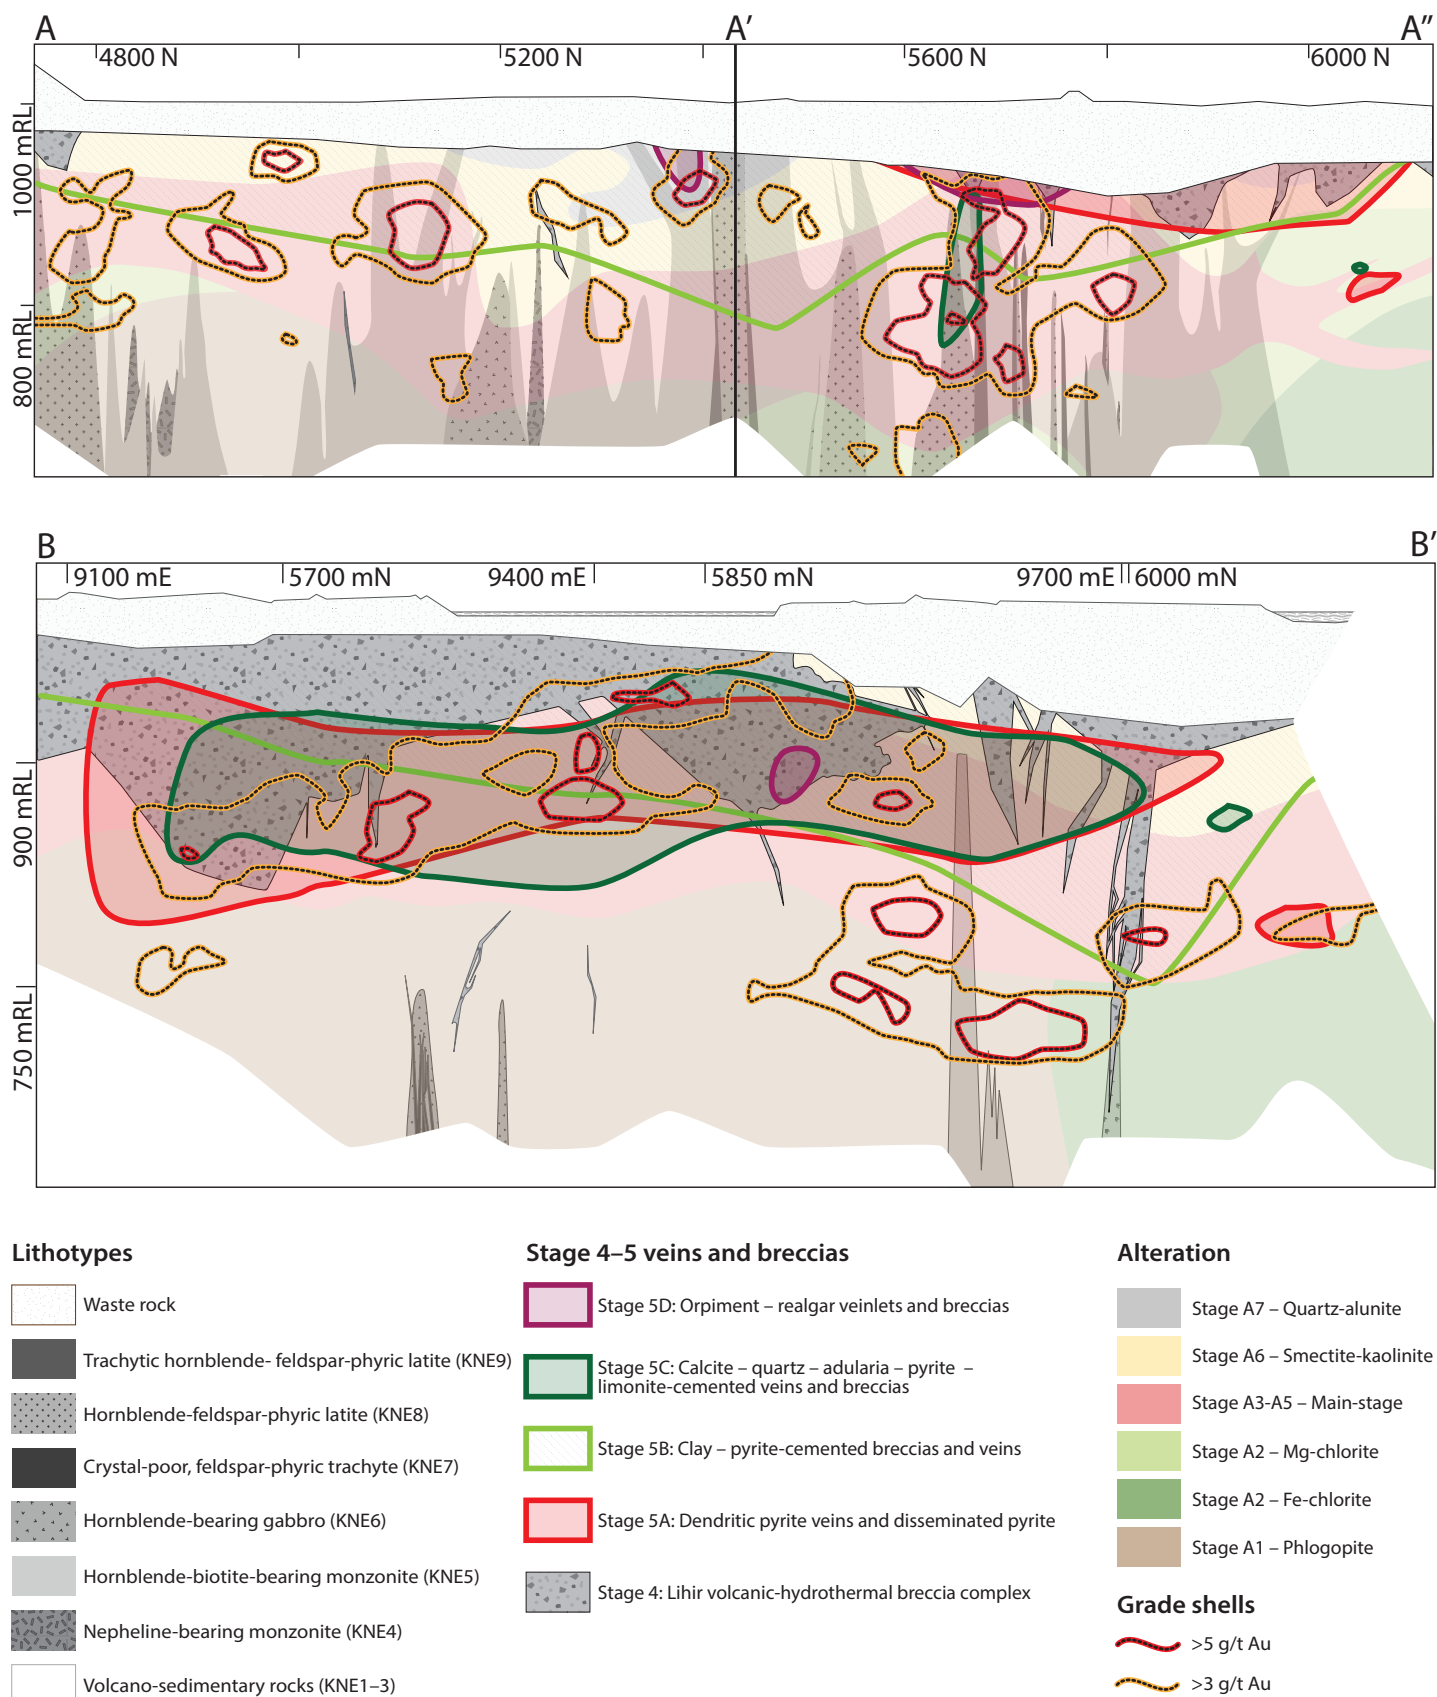 A A’ A”
4800 N 5200 N 5600 N 6000 N
1000 mRL
800 mRL
B B’
9100 mE 5700 mN 9400 mE 5850 mN 9700 mE 6000 mN
900 mRL
750 mRL
Lithotypes
Waste rock
Trachytic hornblende- feldspar-phyric latite (KNE9)
Hornblende-feldspar-phyric latite (KNE8)
Crystal-poor, feldspar-phyric trachyte (KNE7)
Hornblende-bearing gabbro (KNE6)
Hornblende-biotite-bearing monzonite (KNE5)
Nepheline-bearing monzonite (KNE4)
Volcano-sedimentary rocks (KNE1–3)
Stage 4–5 veins and breccias
Stage 5D: Orpiment – realgar veinlets and breccias
Stage 5C: Calcite – quartz – adularia – pyrite –
limonite-cemented veins and breccias
Stage 5B: Clay – pyrite-cemented breccias and veins
Stage 5A: Dendritic pyrite veins and disseminated pyrite
Stage 4: Lihir volcanic-hydrothermal breccia complex
Alteration
Stage A7 – Quartz-alunite
Stage A6 – Smectite-kaolinite
Stage A3-A5 – Main-stage
Stage A2 – Mg-chlorite
Stage A2 – Fe-chlorite
Stage A1 – Phlogopite
Grade shells
>5 g/t Au
>3 g/t Au